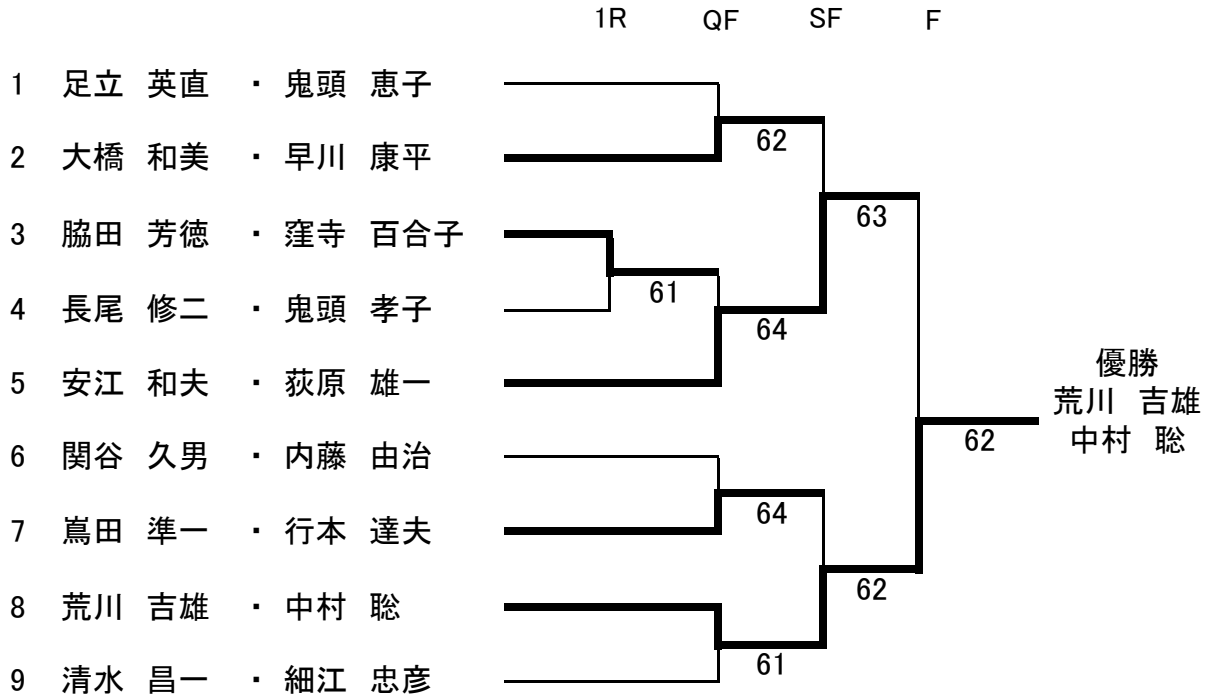 1R QF SF F
1 足立 英直 ・ 鬼頭 恵子
62
2 大橋 和美 ・ 早川 康平
63
3 脇田 芳徳 ・ 窪寺 百合子
61
4 長尾 修二 ・ 鬼頭 孝子
64
5 安江 和夫 ・ 荻原 雄一
優勝
荒川 吉雄
中村 聡
62
6 関谷 久男 ・ 内藤 由治
64
7 嶌田 準一 ・ 行本 達夫
62
8 荒川 吉雄 ・ 中村 聡
61
9 清水 昌一 ・ 細江 忠彦